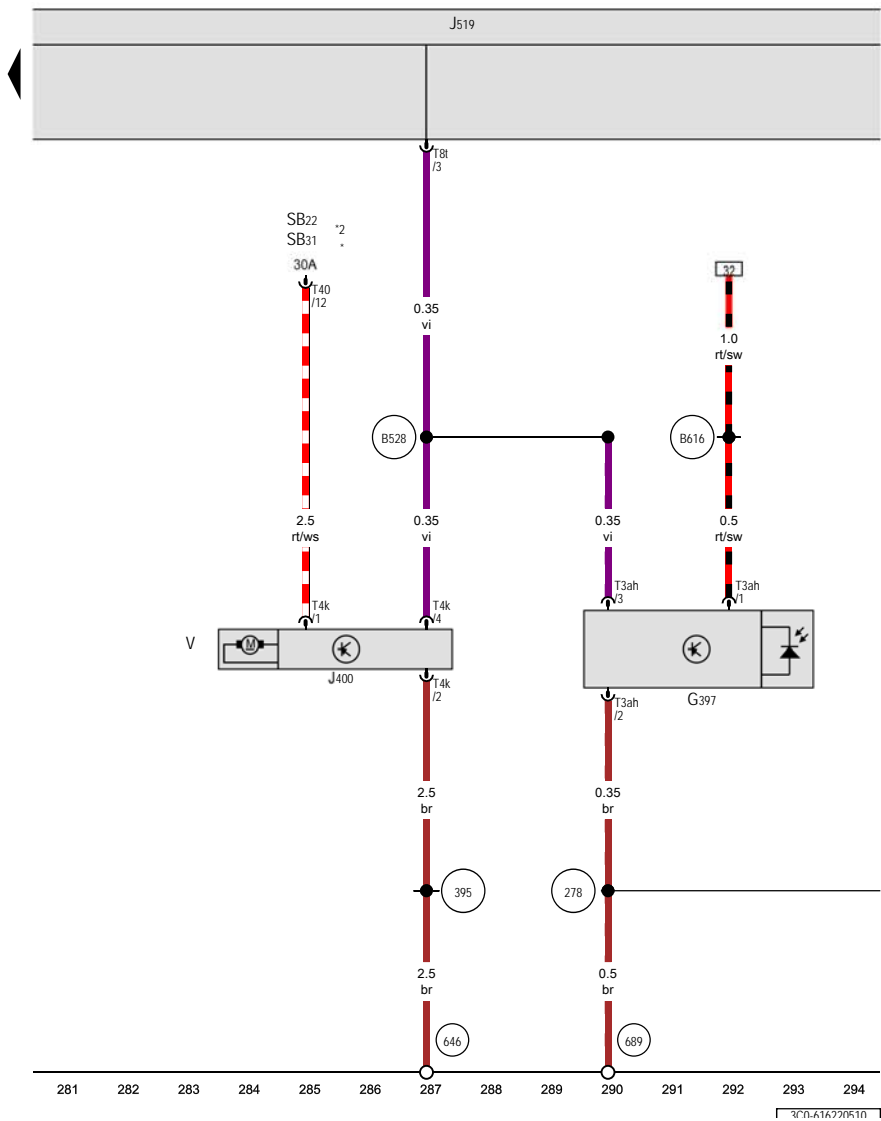 J519
T8t
/3
SB22 *2
SB31 *
30A
T40
/12
32
0.35
vi
1.0
rt/sw
B528
B616
2.5
rt/ws
0.35
vi
0.35
vi
0.5
rt/sw
T3ah
/3
T3ah
/1
T4k
/1
T4k
/4
V
M
J400
T4k
/2
G397
T3ah
/2
2.5
br
0.35
br
395
278
2.5
br
0.5
br
646
689
281 282 283 284 285 286 287 288 289 290 291 292 293 294
3C0-616220510